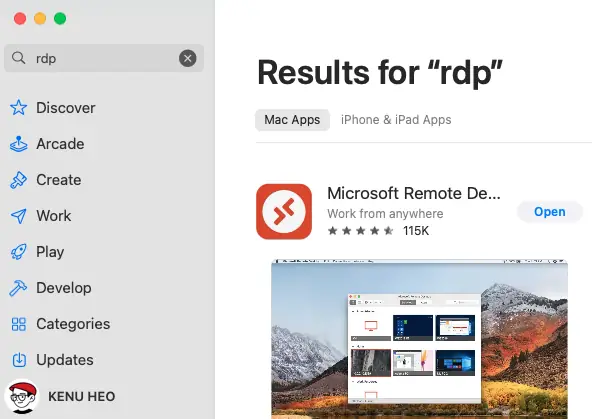 rdp
Discover
Arcade
Create
Work
Play
Develop
Categories
Updates
KENU HEO
Results for “rdp”
Mac Apps
iPhone & iPad Apps
Microsoft Remote De...
Work from anywhere
115K
Open